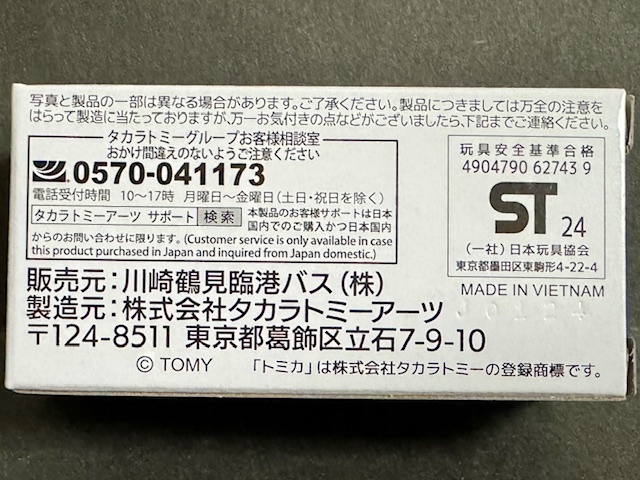 写真と製品の一部は異なる場合があります。ご了承ください。製品につきましては万全の注意を
はらって製造に当たっておりますが、万一お気付きの点などがございましたら、下記までご連絡ください。
タカラトミーグループお客様相談室
おかけ間違えのないようご注意ください
0570-041173
電話受付時間 10〜17時 月曜日〜金曜日(土日・祝日を除く)
タカラトミーアーツ サポート 検索 本製品のお客様サポートは日本
国内でのご購入かつ日本国内
からのお問い合わせに限ります。(Customer service is only available in case
this product purchased in Japan and inquired from Japan domestic.)
玩具安全基準合格
4904790 62743 9
ST 24
(一社)日本玩具協会
東京都墨田区東駒形4-22-4
MADE IN VIETNAM
販売元:川崎鶴見臨港バス(株)
製造元:株式会社タカラトミーアーツ
〒124-8511 東京都葛飾区立石7-9-10
© TOMY 「トミカ」は株式会社タカラトミーの登録商標です。